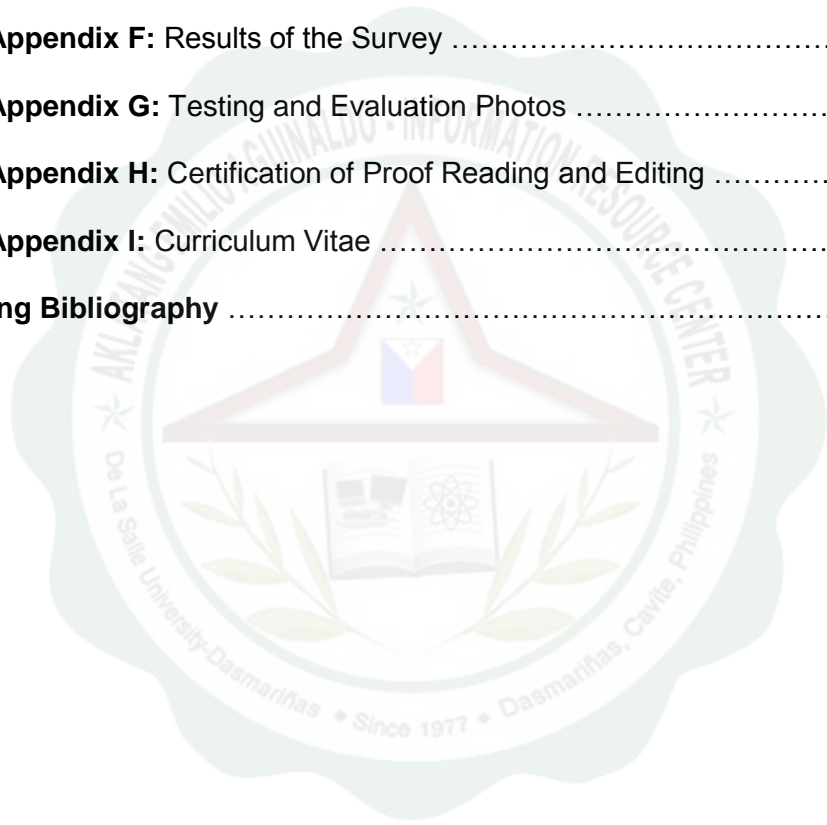 Appendix F: Results of the Survey ……………………………………
Appendix G: Testing and Evaluation Photos ……………………
Appendix H: Certification of Proof Reading and Editing …………
Appendix I: Curriculum Vitae ………………………………………………
ng Bibliography …………………………………………………………………
AKLATANG EMILIO AGUINALDO - INFORMATION RESOURCE CENTER
De La Salle University-Dasmariñas • Since 1977 • Dasmariñas, Cavite, Philippines